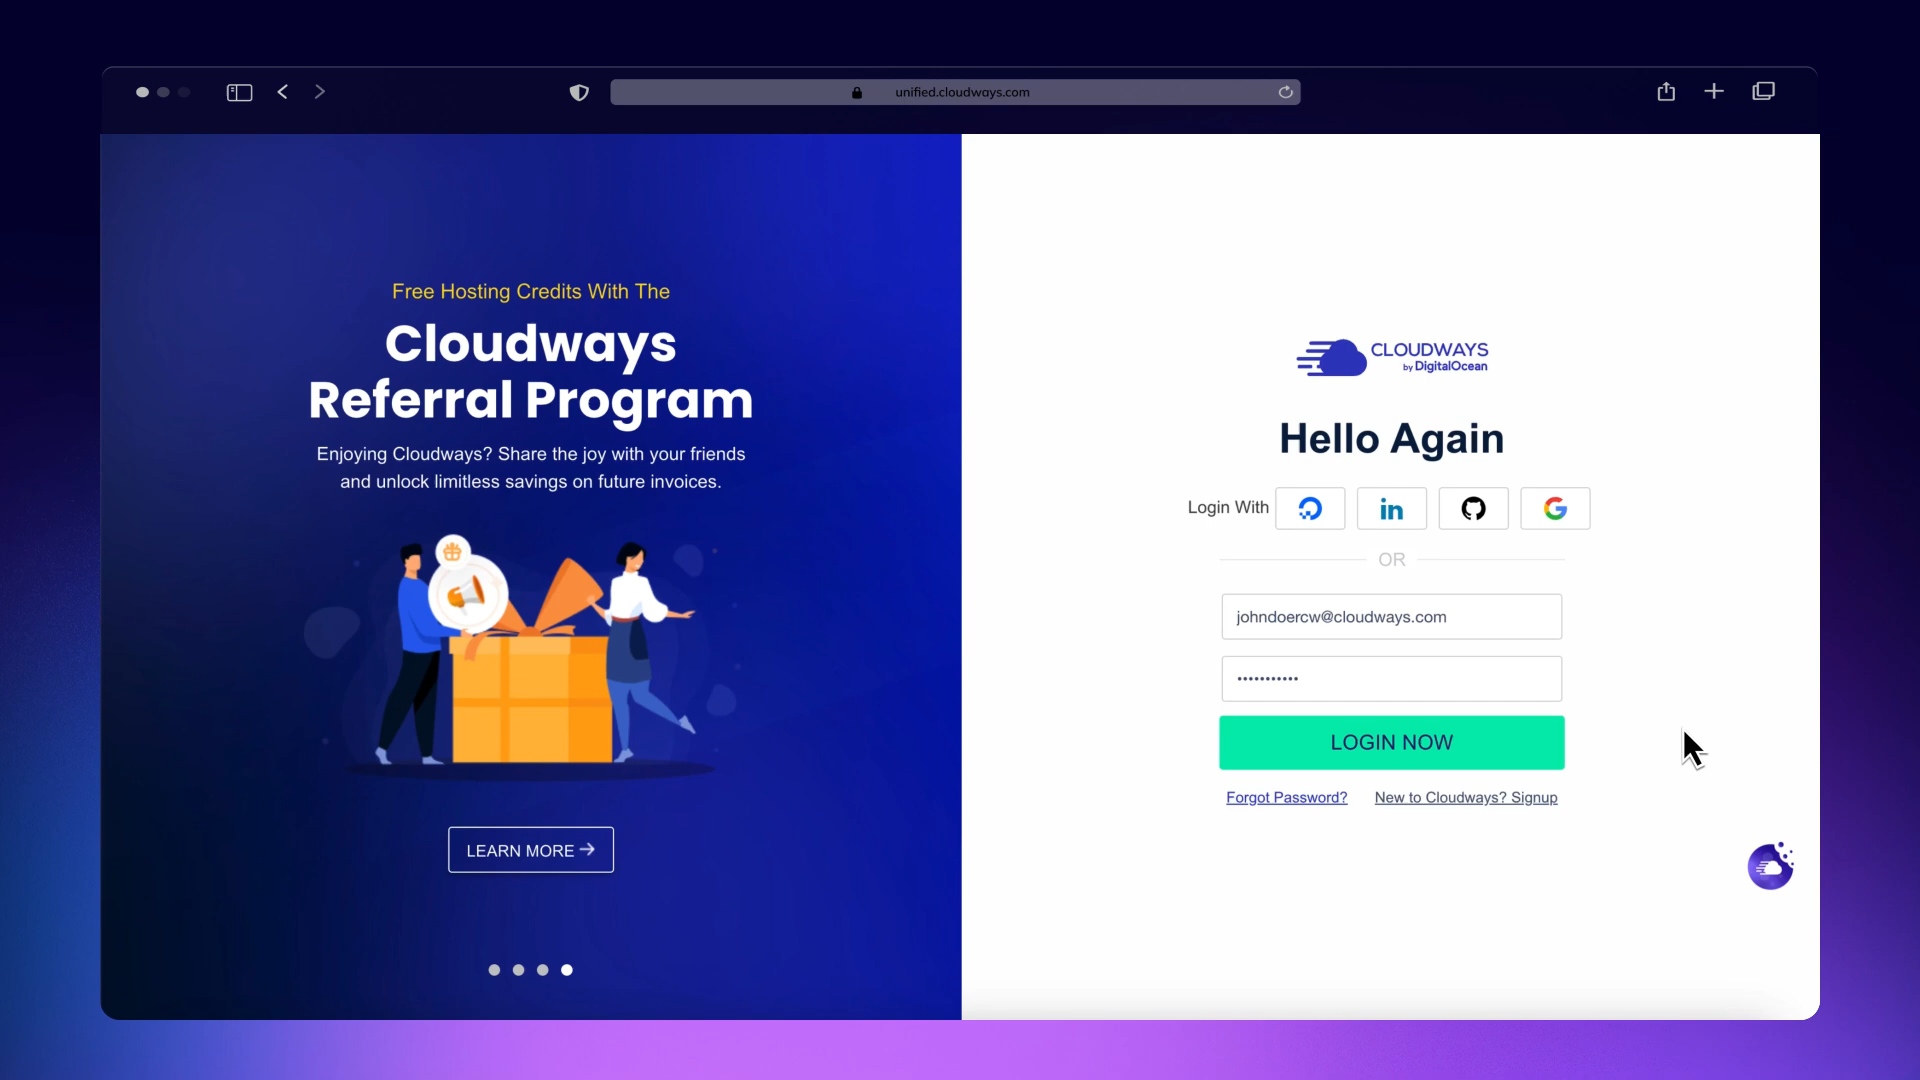 unified.cloudways.com
Free Hosting Credits With The
Cloudways
Referral Program
Enjoying Cloudways? Share the joy with your friends
and unlock limitless savings on future invoices.
LEARN MORE
CLOUDWAYS
by DigitalOcean
Hello Again
Login With
OR
johndoercw@cloudways.com
LOGIN NOW
Forgot Password? New to Cloudways? Signup